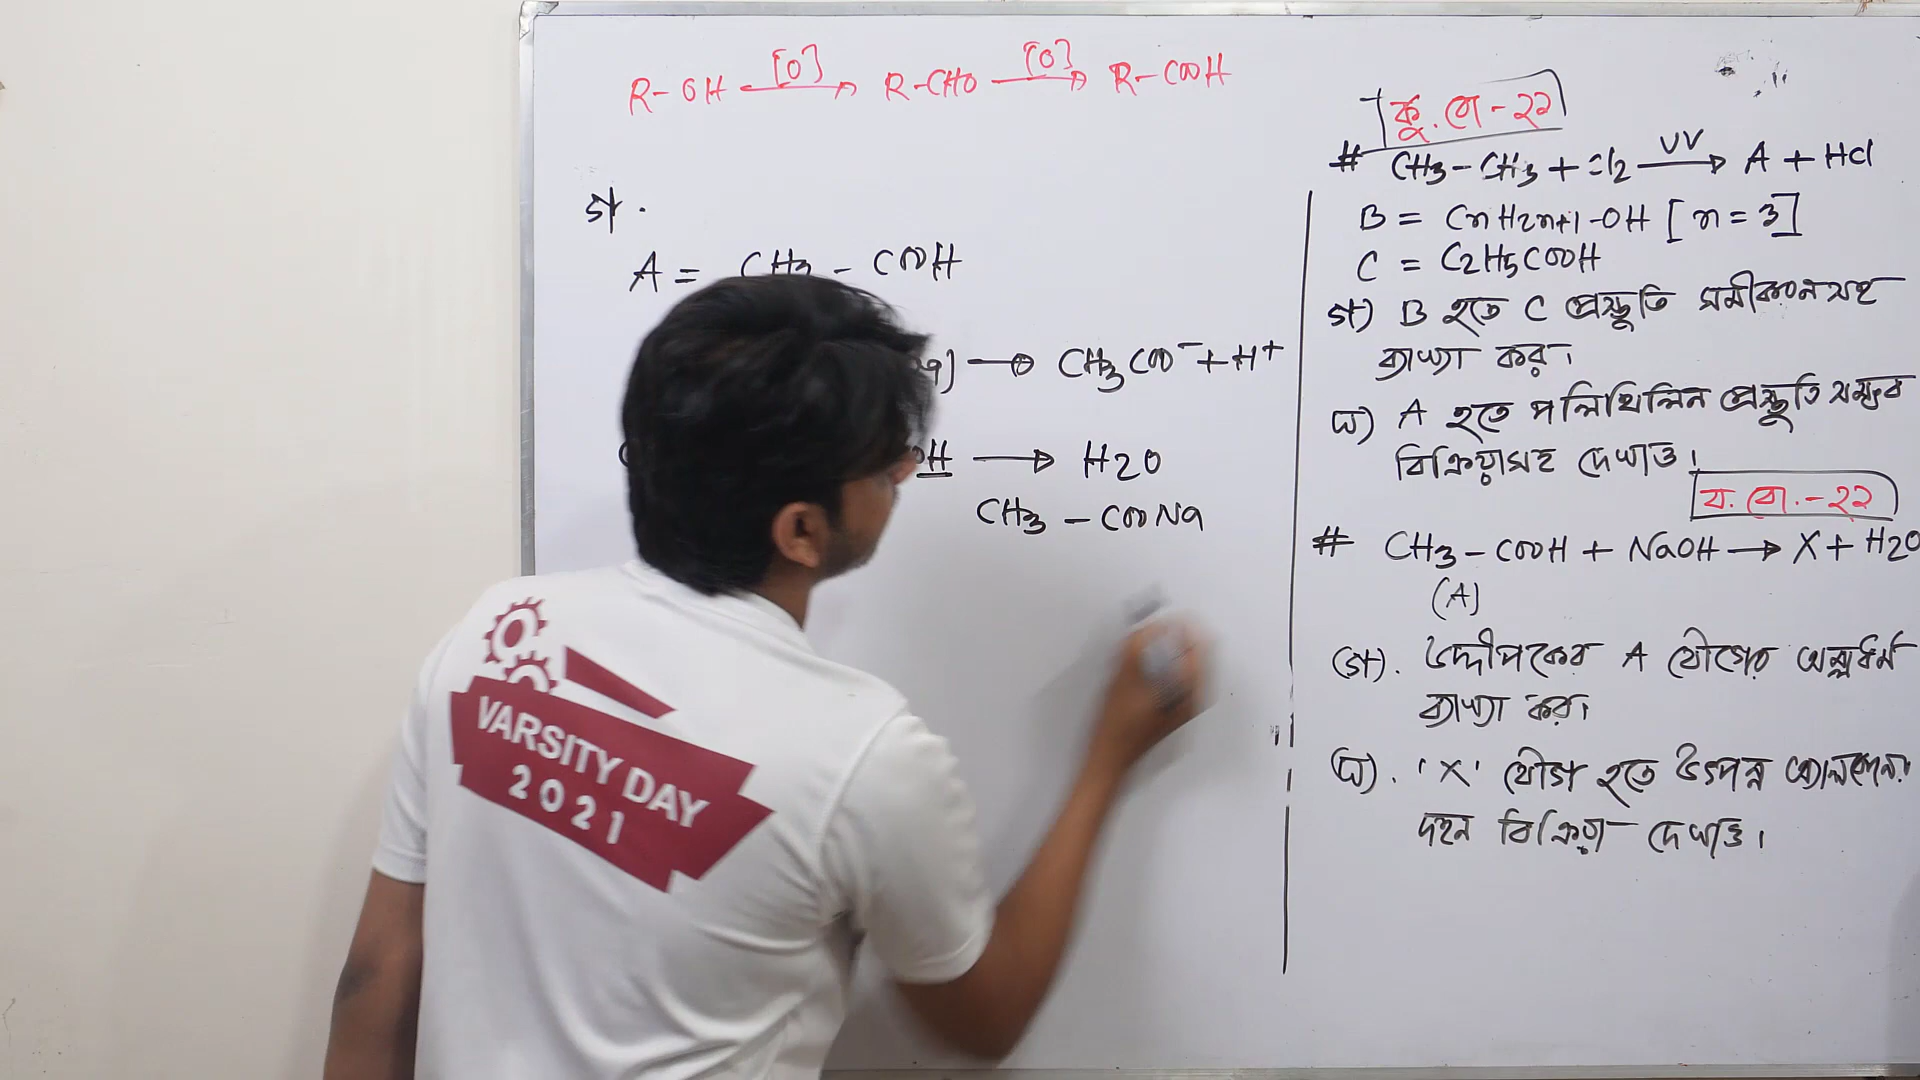 R-OH [O] → R-CHO [O] → R-COOH
গ.
A = CH3 - COOH
→ CH3COO⁻ + H⁺
OH → H2O
CH3 - COONa
VARSITY DAY
2021
কু. বো - ২২
# CH3-CH3 + Cl2 UV → A + HCl
B = CnH2n+1-OH [n = 3]
C = C2H5COOH
গ) B হতে C প্রস্তুতি সমীকরণসহ
ব্যাখ্যা কর।
ঘ) A হতে পলিথিলিন প্রস্তুতি সম্ভব
বিক্রিয়াসহ দেখাও।
ব. বো. - ২২
# CH3-COOH + NaOH → X + H2O
(A)
(গ). উদ্দীপকের A যৌগের অম্লধর্ম
ব্যাখ্যা কর।
(ঘ). 'X' যৌগ হতে উৎপন্ন
দহন বিক্রিয়া দেখাও।